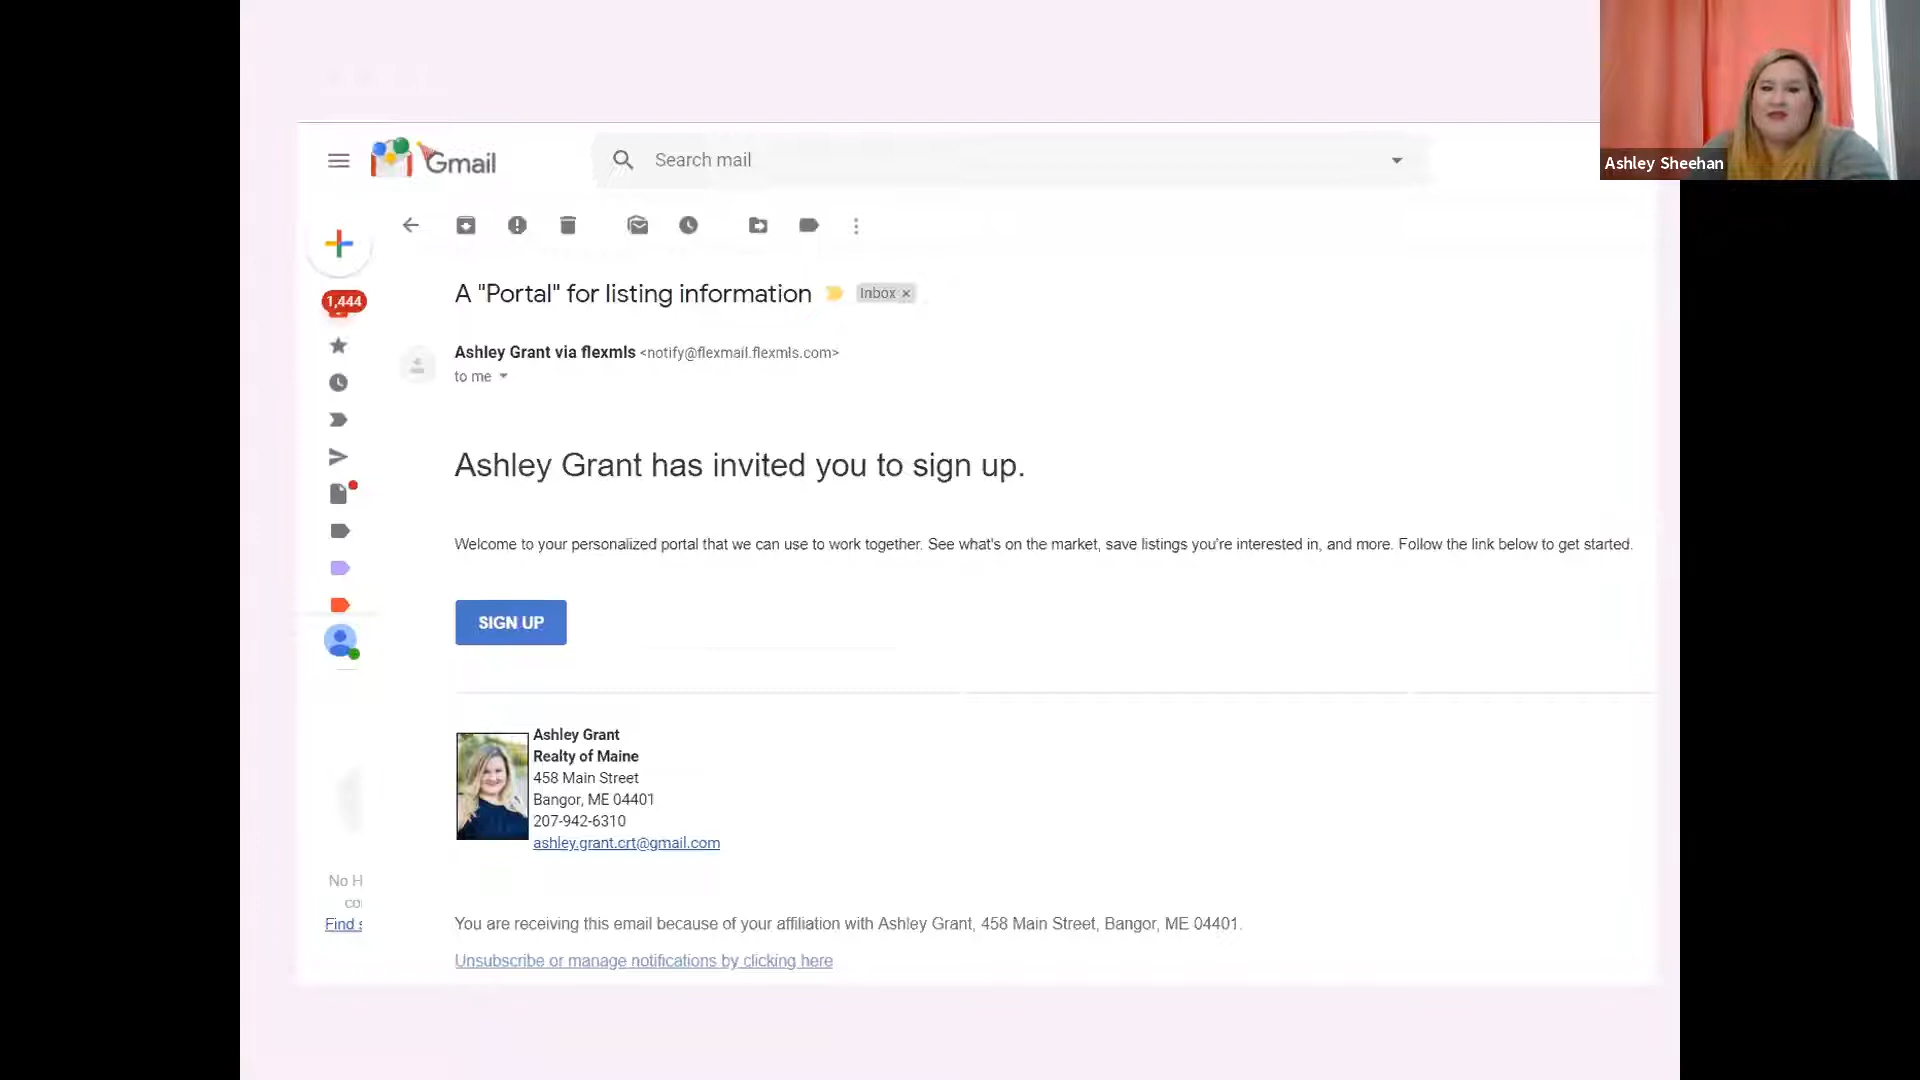 Gmail
Search mail
Ashley Sheehan
1,444
A "Portal" for listing information
Inbox ×
Ashley Grant via flexmls <notify@flexmail.flexmls.com>
to me
Ashley Grant has invited you to sign up.
Welcome to your personalized portal that we can use to work together. See what's on the market, save listings you're interested in, and more. Follow the link below to get started.
SIGN UP
Ashley Grant
Realty of Maine
458 Main Street
Bangor, ME 04401
207-942-6310
ashley.grant.crt@gmail.com
No H
co
Find s
You are receiving this email because of your affiliation with Ashley Grant, 458 Main Street, Bangor, ME 04401.
Unsubscribe or manage notifications by clicking here